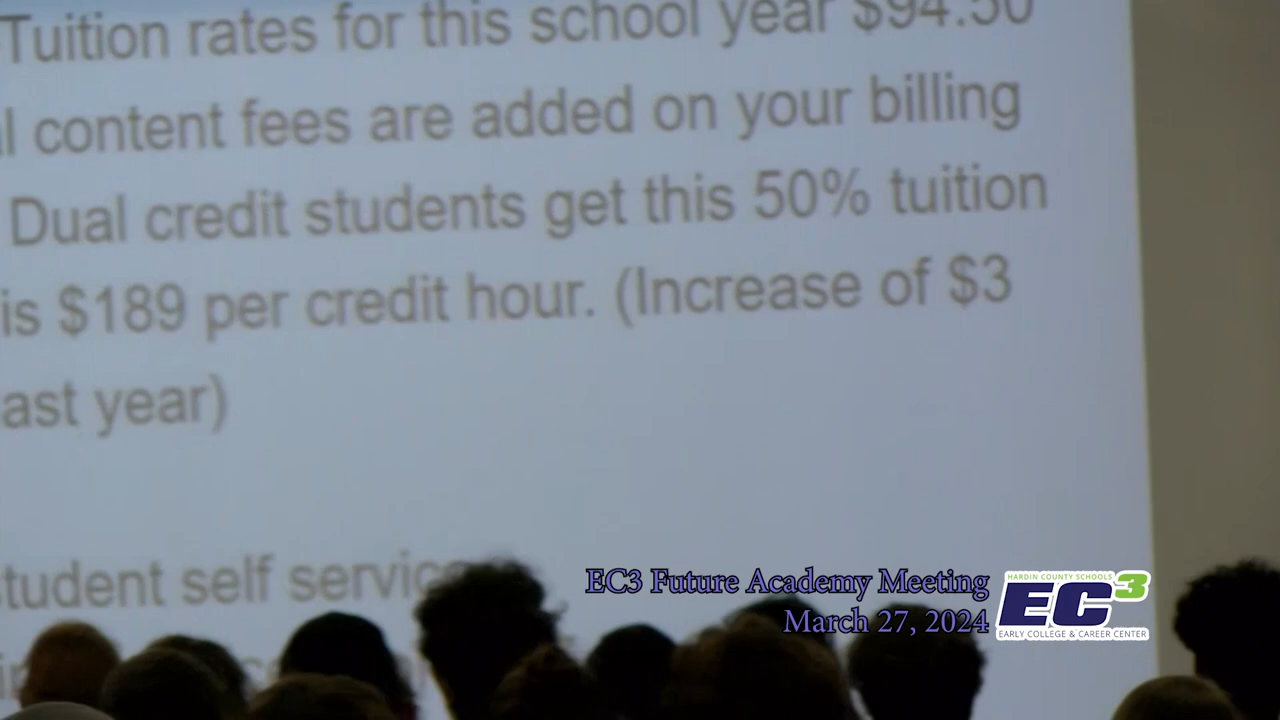 Tuition rates for this school year $94.50
content fees are added on your billing
Dual credit students get this 50% tuition
is $189 per credit hour. (Increase of $3
ast year)
tudent self service
EC3 Future Academy Meeting
March 27, 2024
HARDIN COUNTY SCHOOLS
EC3
EARLY COLLEGE & CAREER CENTER